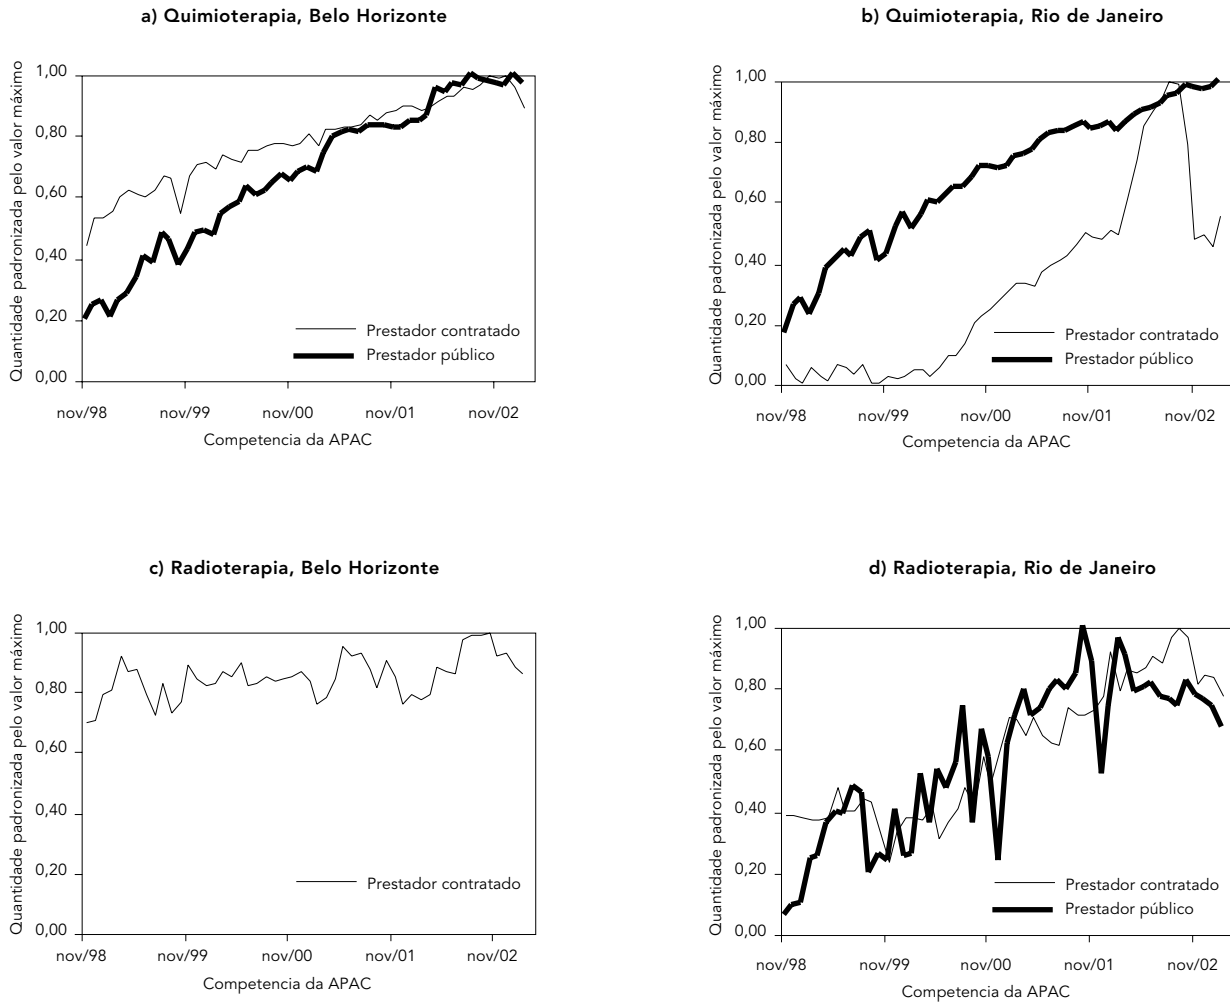 a) Quimioterapia, Belo Horizonte
Quantidade padronizada pelo valor máximo
1,00
0,80
0,60
0,40
0,20
0,00
Prestador contratado
Prestador público
nov/98 nov/99 nov/00 nov/01 nov/02
Competencia da APAC
b) Quimioterapia, Rio de Janeiro
Quantidade padronizada pelo valor máximo
1,00
0,80
0,60
0,40
0,20
0,00
Prestador contratado
Prestador público
nov/98 nov/99 nov/00 nov/01 nov/02
Competencia da APAC
c) Radioterapia, Belo Horizonte
Quantidade padronizada pelo valor máximo
1,00
0,80
0,60
0,40
0,20
0,00
Prestador contratado
nov/98 nov/99 nov/00 nov/01 nov/02
Competencia da APAC
d) Radioterapia, Rio de Janeiro
Quantidade padronizada pelo valor máximo
1,00
0,80
0,60
0,40
0,20
0,00
Prestador contratado
Prestador público
nov/98 nov/99 nov/00 nov/01 nov/02
Competencia da APAC